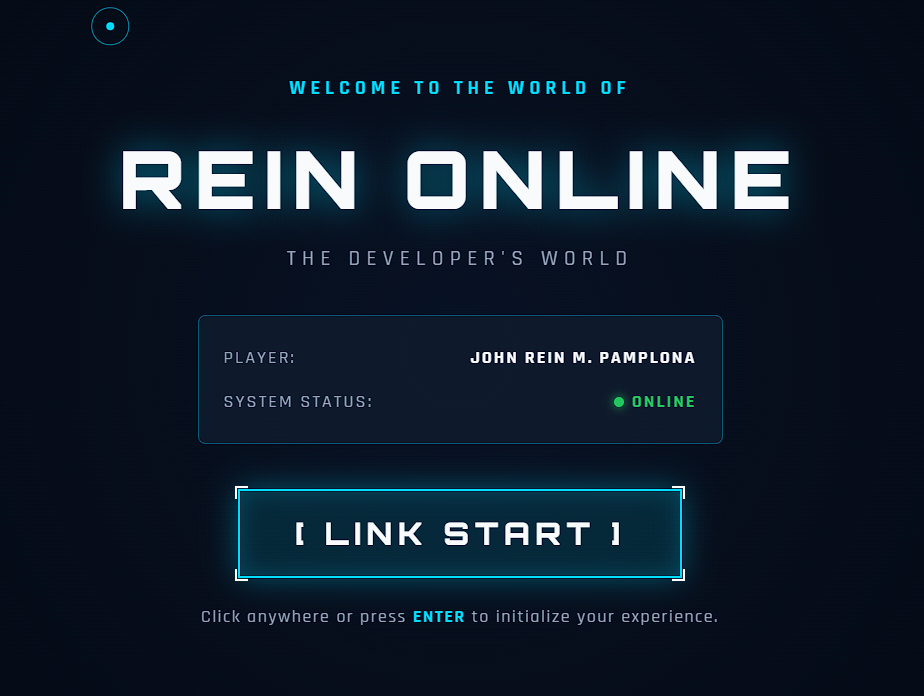 WELCOME TO THE WORLD OF
REIN ONLINE
THE DEVELOPER'S WORLD
PLAYER: JOHN REIN M. PAMPLONA
SYSTEM STATUS: ONLINE
[ LINK START ]
Click anywhere or press ENTER to initialize your experience.